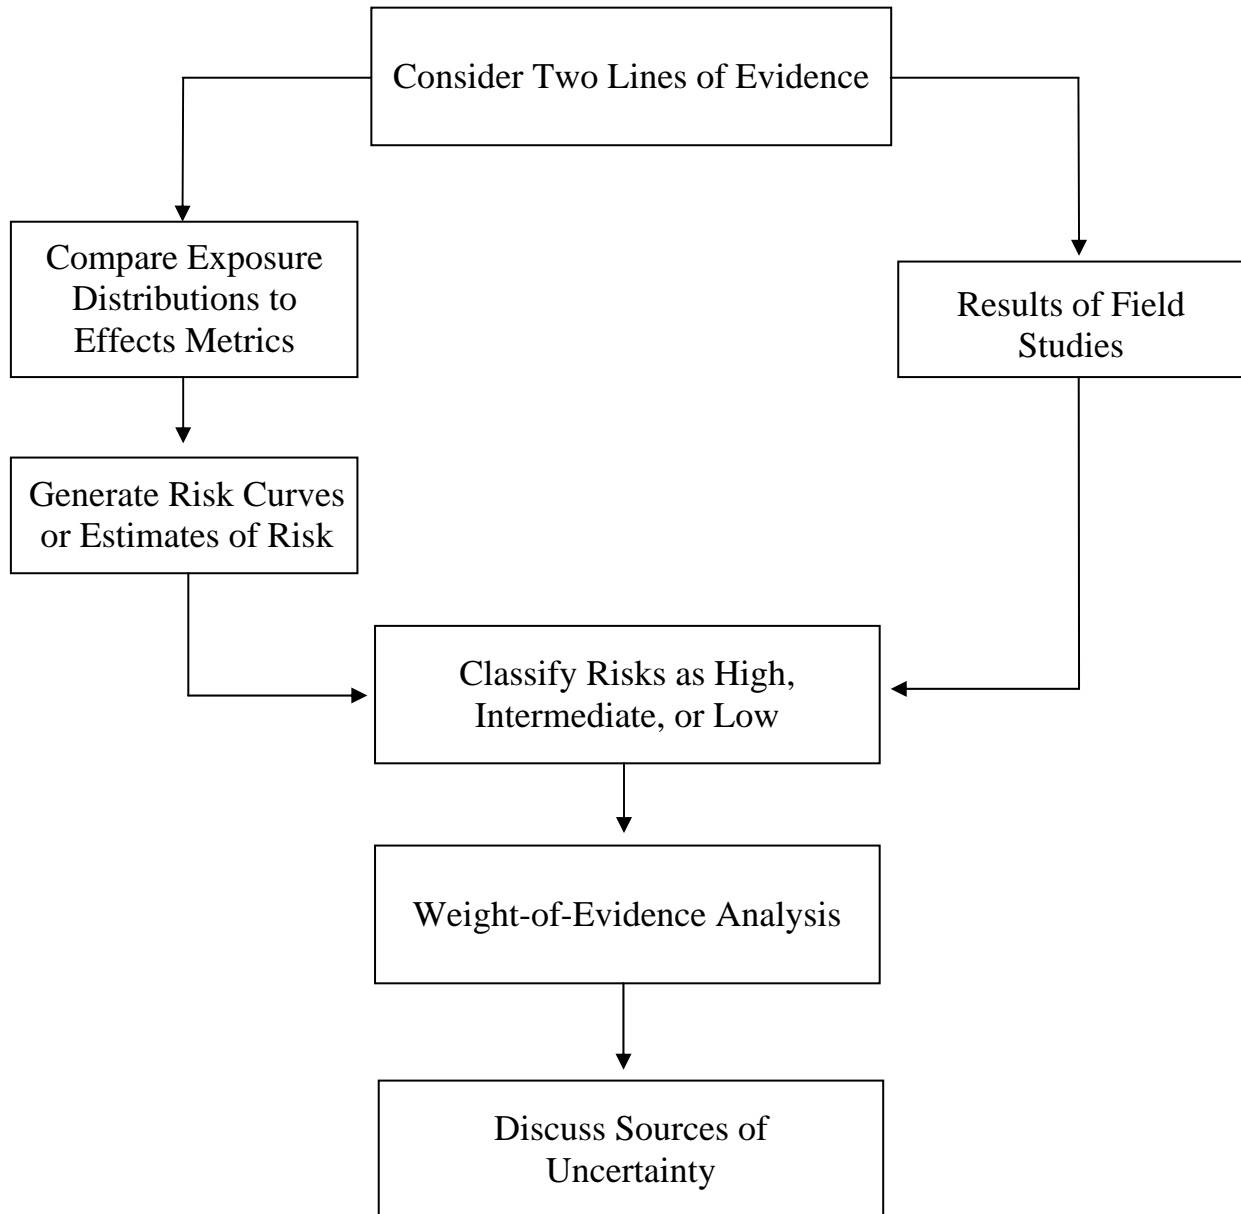 Consider Two Lines of Evidence
Compare Exposure
Distributions to
Effects Metrics
Results of Field
Studies
Generate Risk Curves
or Estimates of Risk
Classify Risks as High,
Intermediate, or Low
Weight-of-Evidence Analysis
Discuss Sources of
Uncertainty